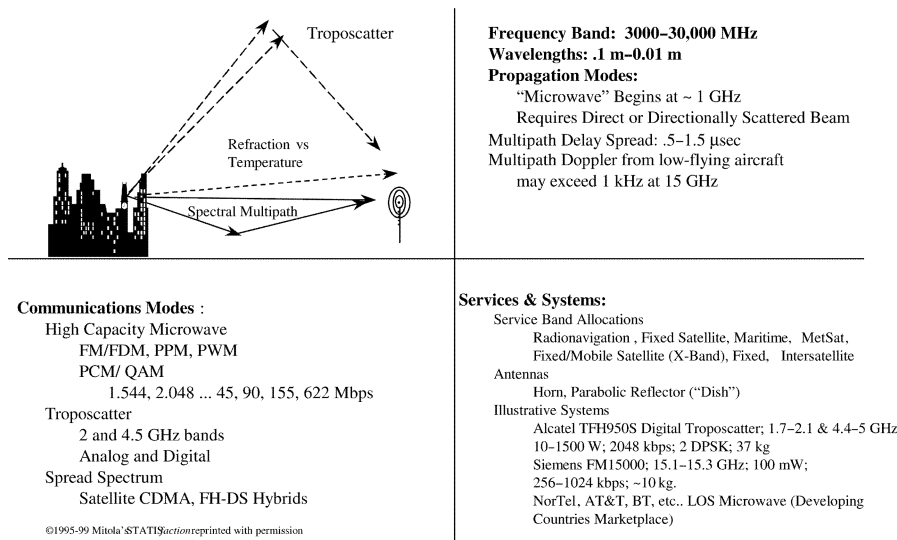 Troposcatter
Refraction vs
Temperature
Spectral Multipath
Frequency Band: 3000–30,000 MHz
Wavelengths: .1 m–0.01 m
Propagation Modes:
“Microwave” Begins at ~ 1 GHz
Requires Direct or Directionally Scattered Beam
Multipath Delay Spread: .5–1.5 μsec
Multipath Doppler from low-flying aircraft
may exceed 1 kHz at 15 GHz
Communications Modes :
High Capacity Microwave
FM/FDM, PPM, PWM
PCM/ QAM
1.544, 2.048 ... 45, 90, 155, 622 Mbps
Troposcatter
2 and 4.5 GHz bands
Analog and Digital
Spread Spectrum
Satellite CDMA, FH-DS Hybrids
©1995-99 Mitola's STATISfaction reprinted with permission
Services & Systems:
Service Band Allocations
Radionavigation , Fixed Satellite, Maritime, MetSat,
Fixed/Mobile Satellite (X-Band), Fixed, Intersatellite
Antennas
Horn, Parabolic Reflector (“Dish”)
Illustrative Systems
Alcatel TFH950S Digital Troposcatter; 1.7–2.1 & 4.4–5 GHz
10–1500 W; 2048 kbps; 2 DPSK; 37 kg
Siemens FM15000; 15.1–15.3 GHz; 100 mW;
256–1024 kbps; ~10 kg.
NorTel, AT&T, BT, etc.. LOS Microwave (Developing
Countries Marketplace)